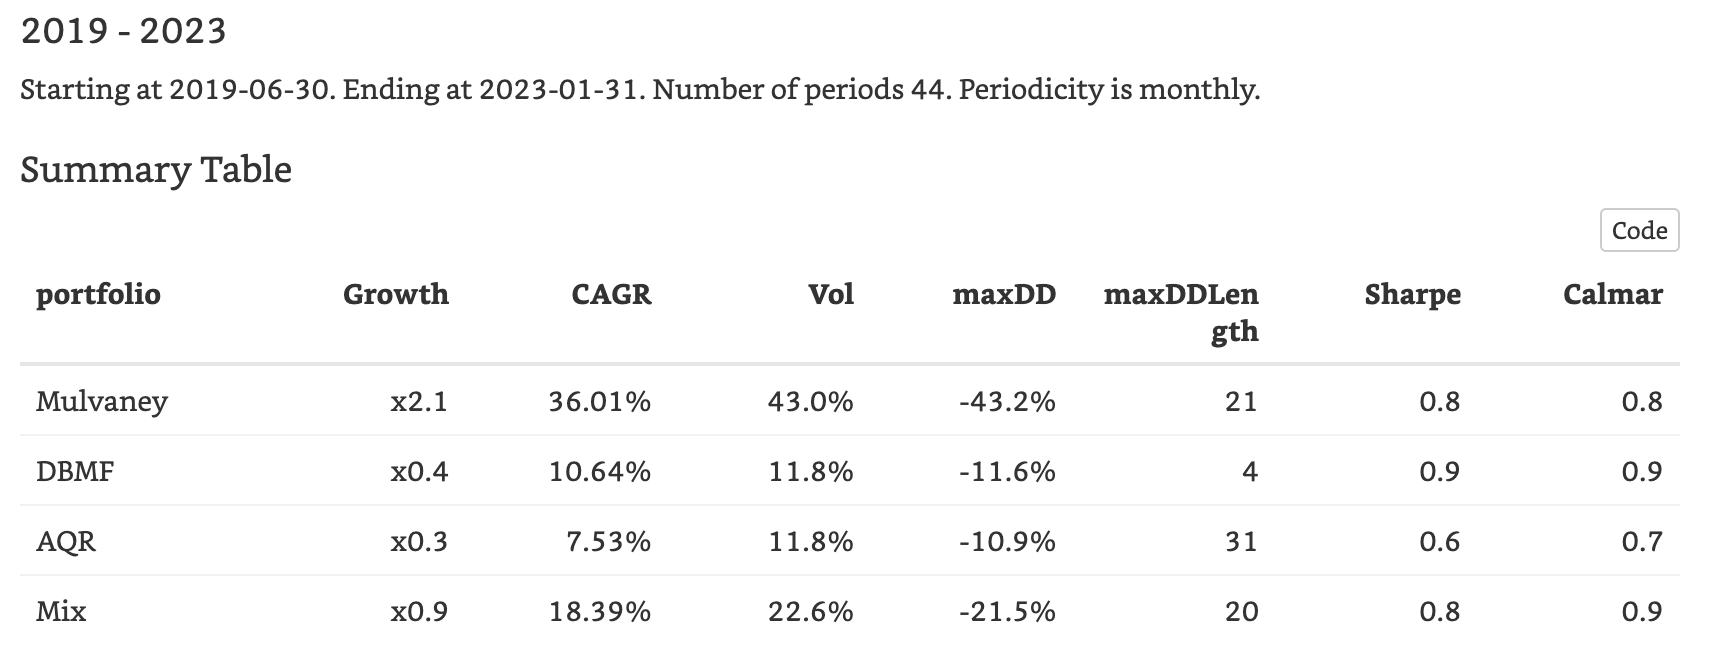 2019 - 2023
Starting at 2019-06-30. Ending at 2023-01-31. Number of periods 44. Periodicity is monthly.
Summary Table
Code
portfolio Growth CAGR Vol maxDD maxDDLen Sharpe Calmar
gth
Mulvaney x2.1 36.01% 43.0% -43.2% 21 0.8 0.8
DBMF x0.4 10.64% 11.8% -11.6% 4 0.9 0.9
AQR x0.3 7.53% 11.8% -10.9% 31 0.6 0.7
Mix x0.9 18.39% 22.6% -21.5% 20 0.8 0.9